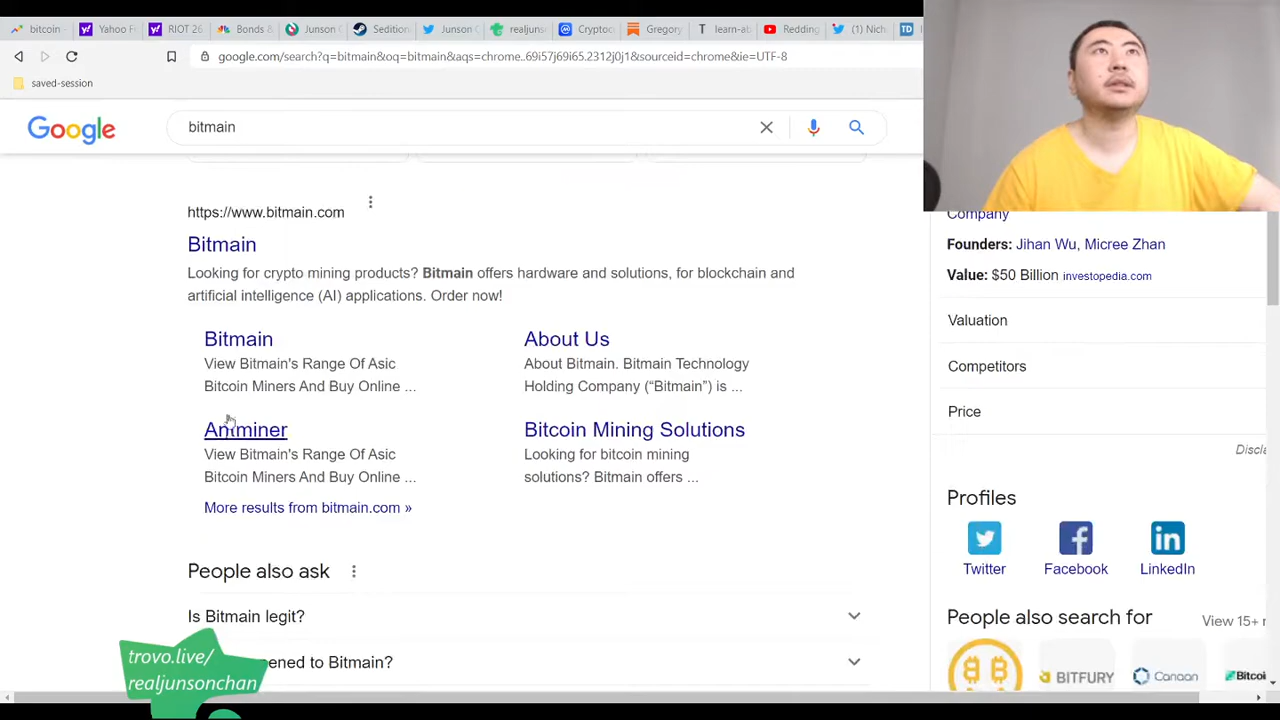 bitcoin
Yahoo F
RIOT 26
Bonds &
Junson
Sedition
Junson C
realjuns
Cryptoc
Gregory
learn-ab
Redding
(1) Nich
TD
google.com/search?q=bitmain&oq=bitmain&aqs=chrome..69i57j69i65.2312j0j1&sourceid=chrome&ie=UTF-8
saved-session
Google
bitmain
https://www.bitmain.com
Bitmain
Looking for crypto mining products? Bitmain offers hardware and solutions, for blockchain and
artificial intelligence (AI) applications. Order now!
Bitmain
View Bitmain's Range Of Asic
Bitcoin Miners And Buy Online ...
About Us
About Bitmain. Bitmain Technology
Holding Company (“Bitmain”) is ...
Antminer
View Bitmain's Range Of Asic
Bitcoin Miners And Buy Online ...
Bitcoin Mining Solutions
Looking for bitcoin mining
solutions? Bitmain offers ...
More results from bitmain.com »
People also ask
Is Bitmain legit?
pened to Bitmain?
trovo.live/
realjunsonchan
Company
Founders: Jihan Wu, Micree Zhan
Value: $50 Billion investopedia.com
Valuation
Competitors
Price
Discla
Profiles
Twitter
Facebook
LinkedIn
People also search for
View 15+
BITFURY
Canaan
Bitcoi